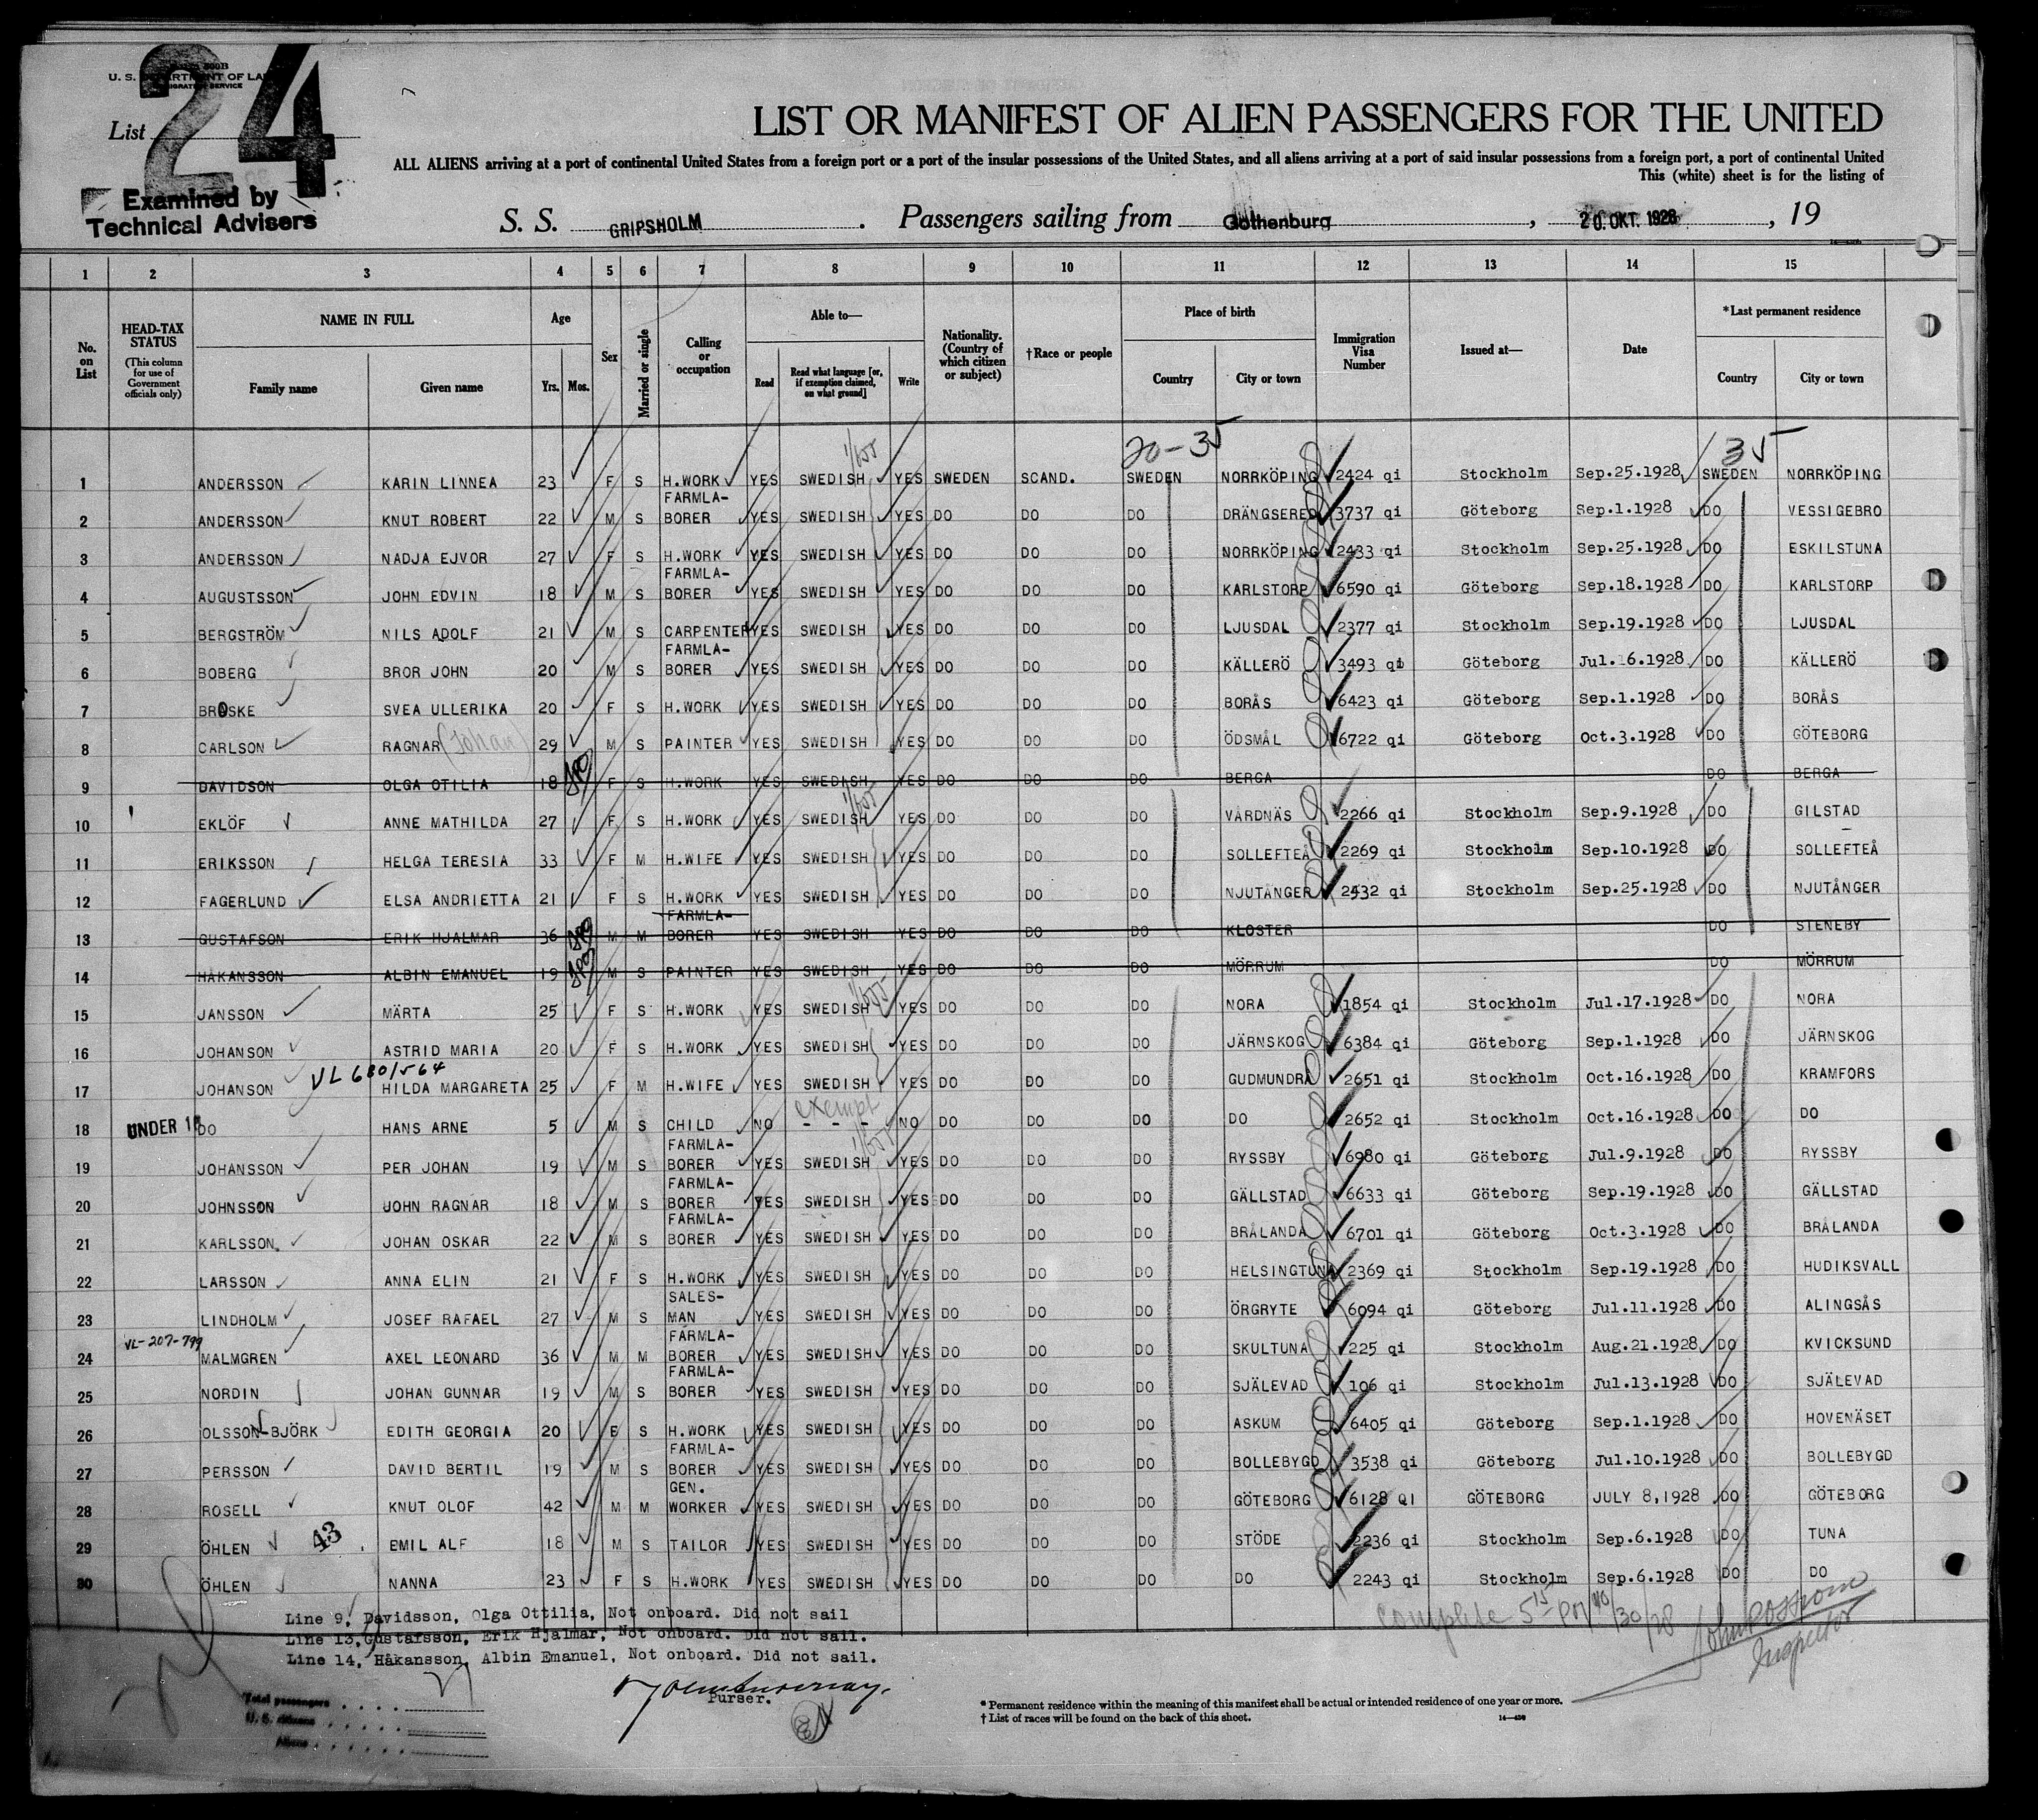 24
U. S. DEPARTMENT OF LABOR
IMMIGRATION SERVICE
List
Examined by
Technical Advisers
LIST OR MANIFEST OF ALIEN PASSENGERS FOR THE UNITED
ALL ALIENS arriving at a port of continental United States from a foreign port or a port of the insular possessions of the United States, and all aliens arriving at a port of said insular possessions from a foreign port, a port of continental United
This (white) sheet is for the listing of
S. S. GRIPSHOLM. Passengers sailing from Gothenburg, 20. OKT. 1928, 19
1 2 3 4 5 6 7 8 9 10 11 12 13 14 15
No. on List
HEAD-TAX STATUS
(This column for use of Government officials only)
NAME IN FULL
Family name Given name
Age
Yrs. Mos.
Sex
Married or single
Calling or occupation
Able to—
Read Read what language [or, if exemption claimed, on what ground] Write
Nationality. (Country of which citizen or subject)
†Race or people
Place of birth
Country City or town
Immigration Visa Number
Issued at—
Date
*Last permanent residence
Country City or town
20-35 35
1 ANDERSSON KARIN LINNEA 23 F S H.WORK YES SWEDISH YES SWEDEN SCAND. SWEDEN NORRKÖPING 2424 qi Stockholm Sep.25.1928 SWEDEN NORRKÖPING
2 ANDERSSON KNUT ROBERT 22 M S FARMLA-BORER YES SWEDISH YES DO DO DO DRÄNGSERED 3737 qi Göteborg Sep.1.1928 DO VESSIGEBRO
3 ANDERSSON NADJA EJVOR 27 F S H.WORK YES SWEDISH YES DO DO DO NORRKÖPING 2433 qi Stockholm Sep.25.1928 DO ESKILSTUNA
4 AUGUSTSSON JOHN EDVIN 18 M S FARMLA-BORER YES SWEDISH YES DO DO DO KARLSTORP 6590 qi Göteborg Sep.18.1928 DO KARLSTORP
5 BERGSTRÖM NILS ADOLF 21 M S CARPENTER YES SWEDISH YES DO DO DO LJUSDAL 2377 qi Stockholm Sep.19.1928 DO LJUSDAL
6 BOBERG BROR JOHN 20 M S FARMLA-BORER YES SWEDISH YES DO DO DO KÄLLERÖ 3493 qi Göteborg Jul.16.1928 DO KÄLLERÖ
7 BROSKE SVEA ULLERIKA 20 F S H.WORK YES SWEDISH YES DO DO DO BORÅS 6423 qi Göteborg Sep.1.1928 DO BORÅS
8 CARLSON RAGNAR (Johan) 29 M S PAINTER YES SWEDISH YES DO DO DO ÖDSMÅL 6722 qi Göteborg Oct.3.1928 DO GÖTEBORG
9 DAVIDSON OLGA OTILIA 18 F S H.WORK YES SWEDISH YES DO DO DO BERGA DO BERGA
10 EKLÖF ANNE MATHILDA 27 F S H.WORK YES SWEDISH YES DO DO DO VÅRDNÄS 2266 qi Stockholm Sep.9.1928 DO GILSTAD
11 ERIKSSON HELGA TERESIA 33 F M H.WIFE YES SWEDISH YES DO DO DO SOLLEFTEÅ 2269 qi Stockholm Sep.10.1928 DO SOLLEFTEÅ
12 FAGERLUND ELSA ANDRIETTA 21 F S H.WORK YES SWEDISH YES DO DO DO NJUTÅNGER 2432 qi Stockholm Sep.25.1928 DO NJUTÅNGER
13 GUSTAFSON ERIK HJALMAR 36 M M FARMLA-BORER YES SWEDISH YES DO DO DO KLOSTER DO STENEBY
14 HÅKANSSON ALBIN EMANUEL 19 M S PAINTER YES SWEDISH YES DO DO DO MÖRRUM DO MÖRRUM
15 JANSSON MÄRTA 25 F S H.WORK YES SWEDISH YES DO DO DO NORA 1854 qi Stockholm Jul.17.1928 DO NORA
16 JOHANSON ASTRID MARIA 20 F S H.WORK YES SWEDISH YES DO DO DO JÄRNSKOG 6384 qi Göteborg Sep.1.1928 DO JÄRNSKOG
VL 680/564
17 JOHANSON HILDA MARGARETA 25 F M H.WIFE YES SWEDISH YES DO DO DO GUDMUNDRA 2651 qi Stockholm Oct.16.1928 DO KRAMFORS
18 UNDER 16 DO HANS ARNE 5 M S CHILD NO exempt - - - NO DO DO DO DO 2652 qi Stockholm Oct.16.1928 DO DO
19 JOHANSSON PER JOHAN 19 M S FARMLA-BORER YES SWEDISH YES DO DO DO RYSSBY 6980 qi Göteborg Jul.9.1928 DO RYSSBY
20 JOHNSSON JOHN RAGNAR 18 M S FARMLA-BORER YES SWEDISH YES DO DO DO GÄLLSTAD 6633 qi Göteborg Sep.19.1928 DO GÄLLSTAD
21 KARLSSON JOHAN OSKAR 22 M S FARMLA-BORER YES SWEDISH YES DO DO DO BRÅLANDA 6701 qi Göteborg Oct.3.1928 DO BRÅLANDA
22 LARSSON ANNA ELIN 21 F S H.WORK YES SWEDISH YES DO DO DO HELSINGTUNA 2369 qi Stockholm Sep.19.1928 DO HUDIKSVALL
23 LINDHOLM JOSEF RAFAEL 27 M S SALES-MAN YES SWEDISH YES DO DO DO ÖRGRYTE 6094 qi Göteborg Jul.11.1928 DO ALINGSÅS
VL-207-799
24 MALMGREN AXEL LEONARD 36 M M FARMLA-BORER YES SWEDISH YES DO DO DO SKULTUNA 225 qi Stockholm Aug.21.1928 DO KVICKSUND
25 NORDIN JOHAN GUNNAR 19 M S FARMLA-BORER YES SWEDISH YES DO DO DO SJÄLEVAD 106 qi Stockholm Jul.13.1928 DO SJÄLEVAD
26 OLSSON-BJÖRK EDITH GEORGIA 20 F S H.WORK YES SWEDISH YES DO DO DO ASKUM 6405 qi Göteborg Sep.1.1928 DO HOVENÄSET
27 PERSSON DAVID BERTIL 19 M S FARMLA-BORER YES SWEDISH YES DO DO DO BOLLEBYGD 3538 qi Göteborg Jul.10.1928 DO BOLLEBYGD
28 ROSELL KNUT OLOF 42 M M GEN. WORKER YES SWEDISH YES DO DO DO GÖTEBORG 6128 QI GÖTEBORG JULY 8,1928 DO GÖTEBORG
29 ÖHLEN 43 EMIL ALF 18 M S TAILOR YES SWEDISH YES DO DO DO STÖDE 2236 qi Stockholm Sep.6.1928 DO TUNA
30 ÖHLEN NANNA 23 F S H.WORK YES SWEDISH YES DO DO DO DO 2243 qi Stockholm Sep.6.1928 DO DO
Line 9, Davidsson, Olga Ottilia, Not onboard. Did not sail
Line 13, Gustafsson, Erik Hjalmar, Not onboard. Did not sail.
Line 14, Håkansson, Albin Emanuel, Not onboard. Did not sail.
Complete 5 15 PM 10/30/28
Inspector
Purser.
Total passengers
U. S. citizens
Aliens
* Permanent residence within the meaning of this manifest shall be actual or intended residence of one year or more.
† List of races will be found on the back of this sheet.